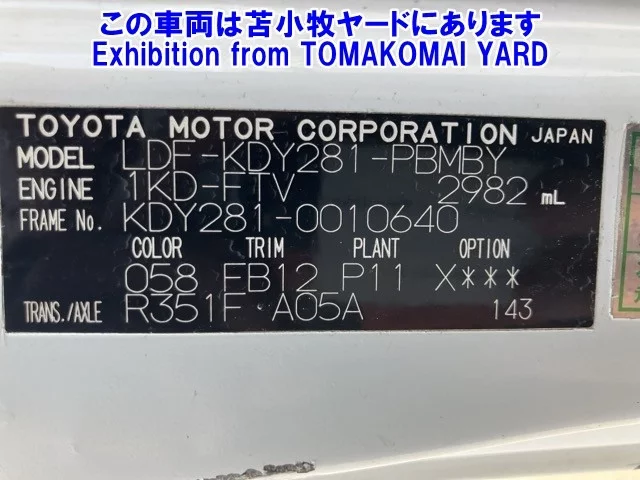 この車両は苫小牧ヤードにあります
Exhibition from TOMAKOMAI YARD
TOYOTA MOTOR CORPORATION JAPAN
MODEL LDF-KDY281-PBMBY
ENGINE 1KD-FTV 2982 mL
FRAME No. KDY281-0010640
COLOR TRIM PLANT OPTION
058 FB12 P11 X***
TRANS./AXLE R351F A05A 143